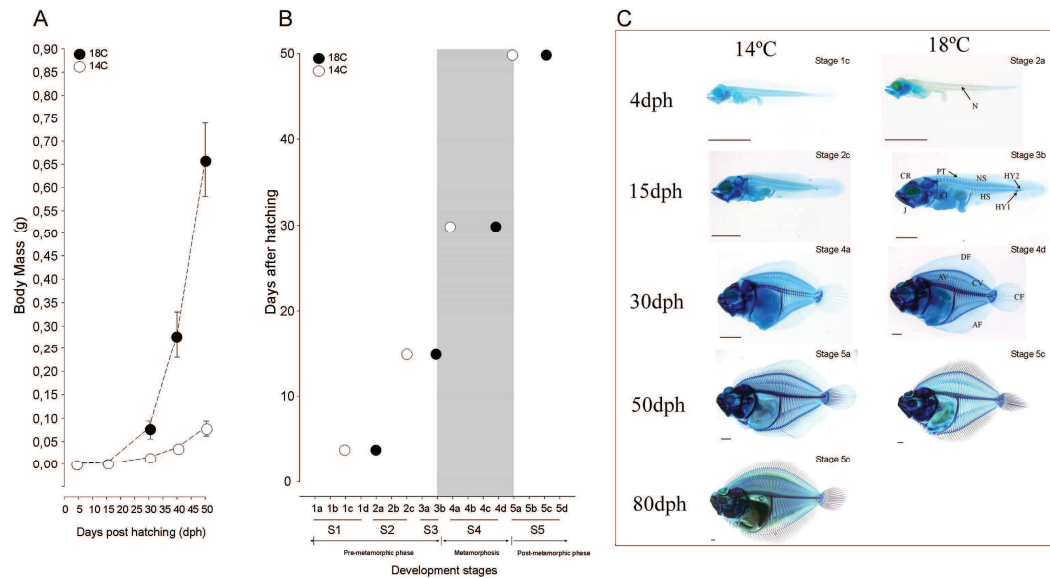 A
18C
14C
0,90
0,85
0,80
0,75
0,70
0,65
0,60
0,55
0,50
0,45
0,40
0,35
0,30
0,25
0,20
0,15
0,10
0,05
0,00
Body Mass (g)
0 5 10 15 20 25 30 35 40 45 50
Days post hatching (dph)
B
18C
14C
50
40
30
20
10
0
Days after hatching
1a 1b 1c 1d 2a 2b 2c 3a 3b 4a 4b 4c 4d 5a 5b 5c 5d
S1 S2 S3 S4 S5
Pre-metamorphic phase Metamorphosis Post-metamorphic phase
Development stages
C
14ºC 18ºC
4dph
Stage 1c
Stage 2a
N
15dph
Stage 2c
Stage 3b
CR PT NS HY2
J CI HS HY1
30dph
Stage 4a
Stage 4d
DF
AV CV
CF
AF
50dph
Stage 5a
Stage 5c
80dph
Stage 5c